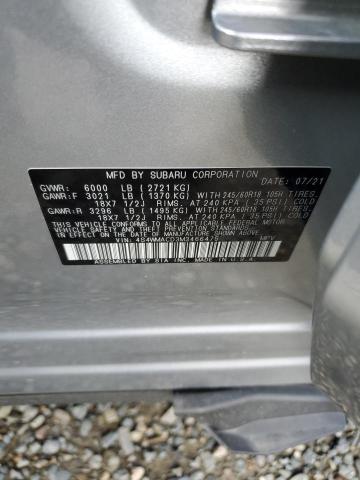 MFD BY SUBARU CORPORATION DATE: 07/21
GVWR: 6000 LB (2721 KG)
GAWR:F 3021 LB (1370 KG) WITH 245/60R18 105H TIRES,
18X7 1/2J RIMS, AT 240 KPA (35 PSI) COLD
GAWR:R 3296 LB (1495 KG) WITH 245/60R18 105H TIRES,
18X7 1/2J RIMS, AT 240 KPA (35 PSI) COLD
THIS VEHICLE CONFORMS TO ALL APPLICABLE FEDERAL MOTOR
VEHICLE SAFETY, BUMPER, AND THEFT PREVENTION
STANDARDS IN EFFECT ON THE DATE OF
MANUFACTURE SHOWN ABOVE.
VIN: 4S4WMACD3M3466475 MPV
ASSEMBLED BY SIA, INC. IN U.S.A.